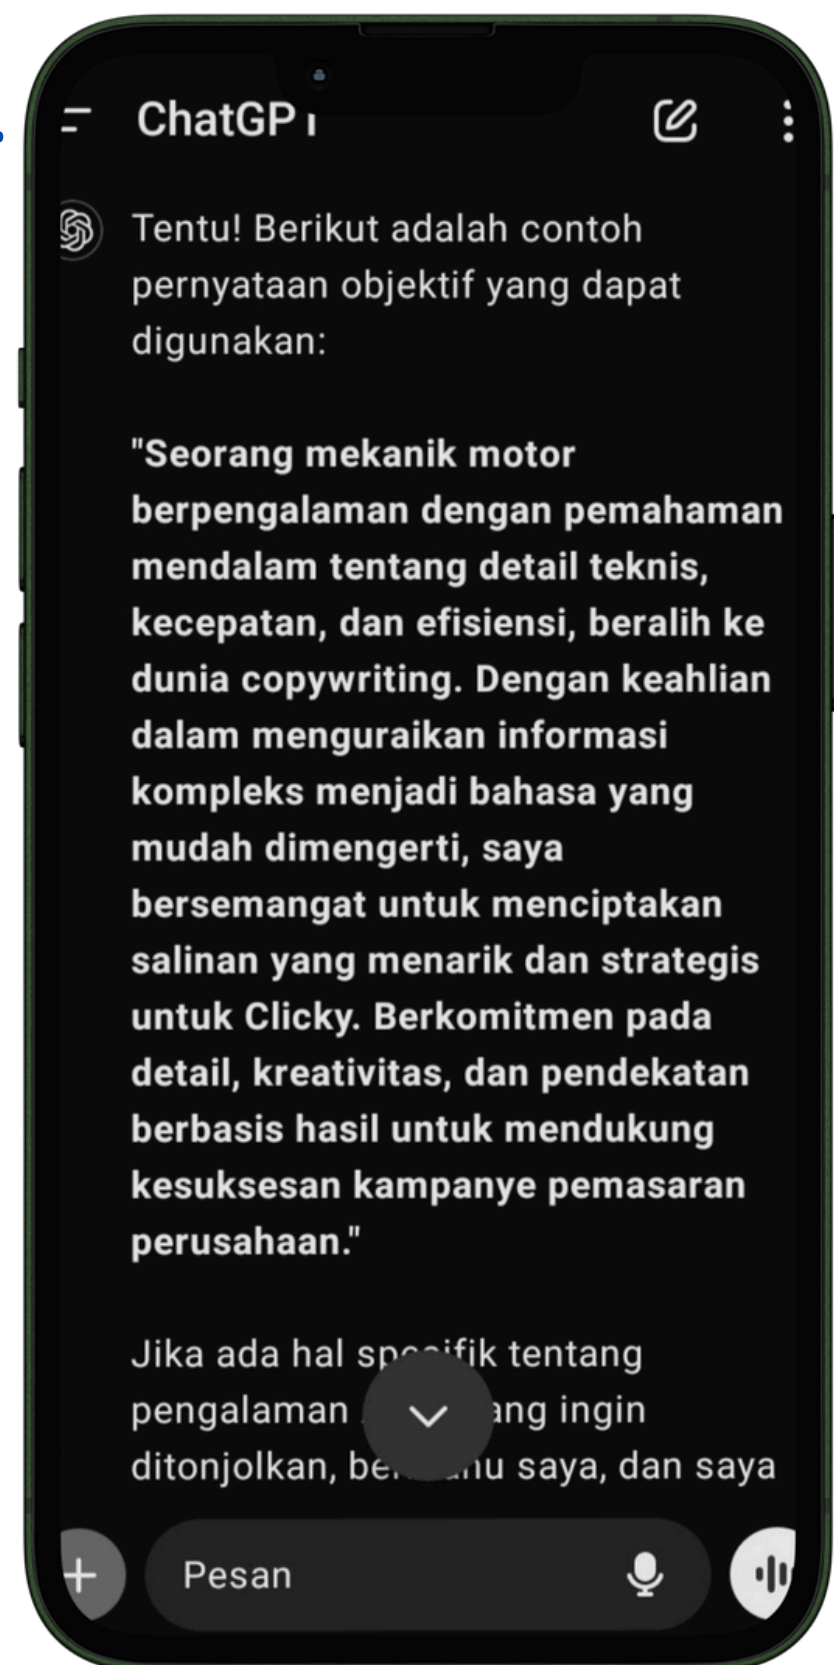 ChatGPT
Tentu! Berikut adalah contoh
pernyataan objektif yang dapat
digunakan:
"Seorang mekanik motor
berpengalaman dengan pemahaman
mendalam tentang detail teknis,
kecepatan, dan efisiensi, beralih ke
dunia copywriting. Dengan keahlian
dalam menguraikan informasi
kompleks menjadi bahasa yang
mudah dimengerti, saya
bersemangat untuk menciptakan
salinan yang menarik dan strategis
untuk Clicky. Berkomitmen pada
detail, kreativitas, dan pendekatan
berbasis hasil untuk mendukung
kesuksesan kampanye pemasaran
perusahaan."
Jika ada hal spesifik tentang
pengalaman ingin
ditonjolkan, saya, dan saya
Pesan